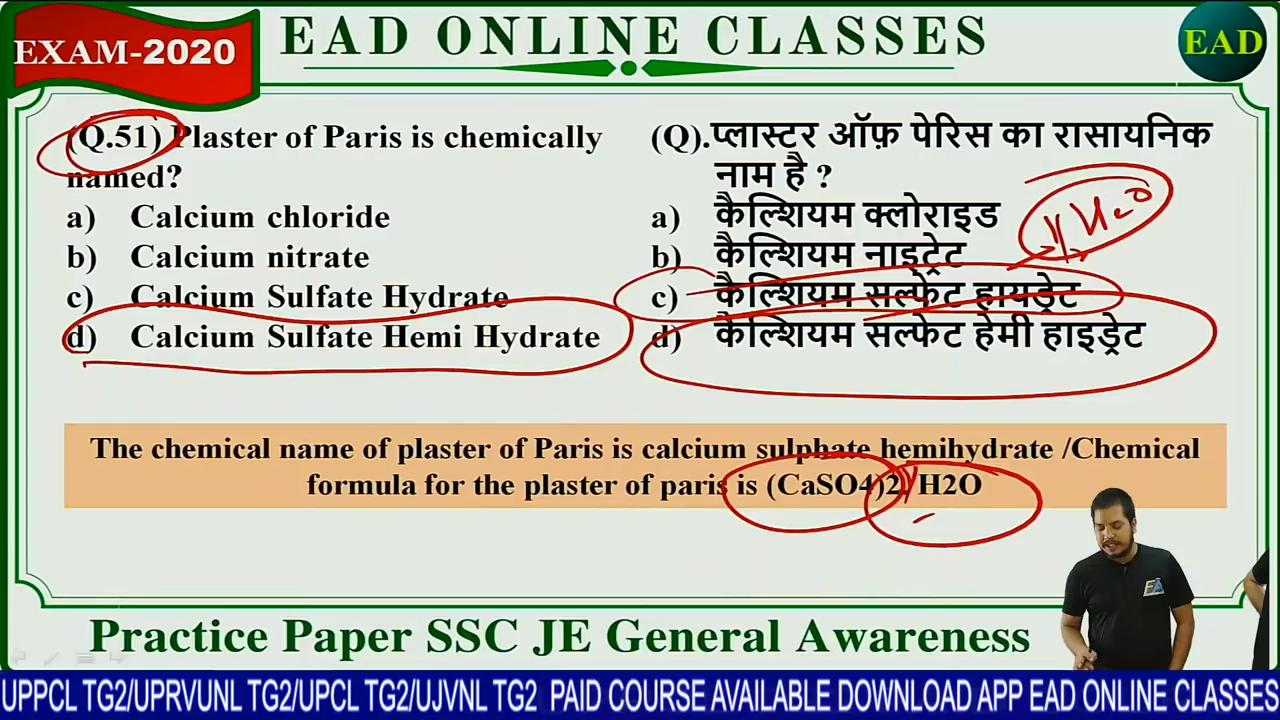 EXAM-2020
EAD ONLINE CLASSES
EAD
(Q.51) Plaster of Paris is chemically
named?
a) Calcium chloride
b) Calcium nitrate
c) Calcium Sulfate Hydrate
d) Calcium Sulfate Hemi Hydrate
(Q).प्लास्टर ऑफ़ पेरिस का रासायनिक
नाम है ?
a) कैल्शियम क्लोराइड
b) कैल्शियम नाइट्रेट
c) कैल्शियम सल्फेट हायड्रेट
d) कैल्शियम सल्फेट हेमी हाइड्रेट
H2O
The chemical name of plaster of Paris is calcium sulphate hemihydrate /Chemical
formula for the plaster of paris is (CaSO4)2. H2O
Practice Paper SSC JE General Awareness
UPPCL TG2/UPRVUNL TG2/UPCL TG2/UJVNL TG2 PAID COURSE AVAILABLE DOWNLOAD APP EAD ONLINE CLASSES